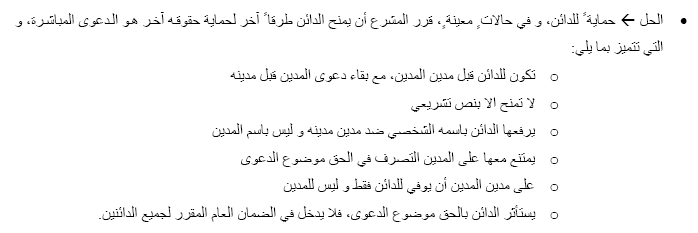 • الحل ← حمايةً للدائن، و في حالاتٍ معينةٍ، قرر المشرع أن يمنح الدائن طرقاً آخر لحماية حقوقه آخر هو الدعوى المباشرة، و
التي تتميز بما يلي:
o تكون للدائن قبل مدين المدين، مع بقاء دعوى المدين قبل مدينه
o لا تمنح الا بنص تشريعي
o يرفعها الدائن باسمه الشخصي ضد مدين مدينه و ليس باسم المدين
o يمتنع معها على المدين التصرف في الحق موضوع الدعوى
o على مدين المدين أن يوفي للدائن فقط و ليس للمدين
o يستأثر الدائن بالحق موضوع الدعوى، فلا يدخل في الضمان العام المقرر لجميع الدائنين.